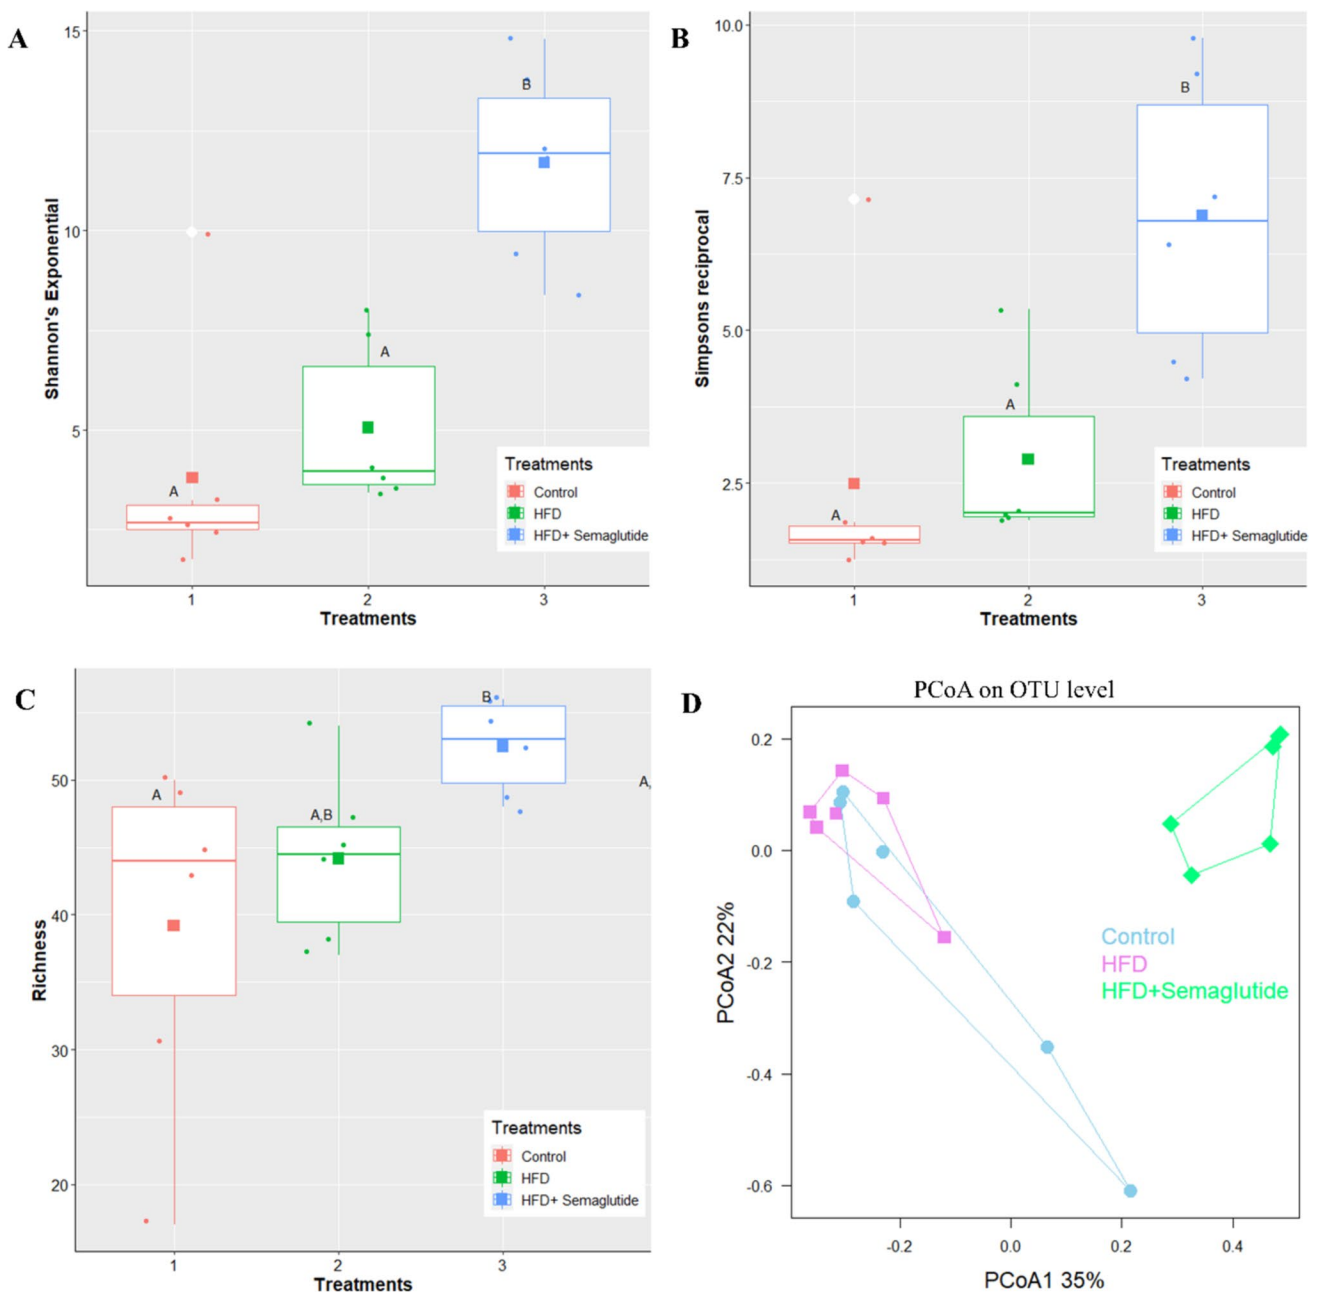 A
Shannon's Exponential
15
10
5
A
A
B
Treatments
Control
HFD
HFD+ Semaglutide
1
2
3
Treatments
B
Simpsons reciprocal
10.0
7.5
5.0
2.5
A
A
B
Treatments
Control
HFD
HFD+ Semaglutide
1
2
3
Treatments
C
Richness
50
40
30
20
A
A,B
B
A,
Treatments
Control
HFD
HFD+ Semaglutide
1
2
3
Treatments
D
PCoA on OTU level
PCoA2 22%
0.2
0.0
-0.2
-0.4
-0.6
Control
HFD
HFD+Semaglutide
-0.2
0.0
0.2
0.4
PCoA1 35%